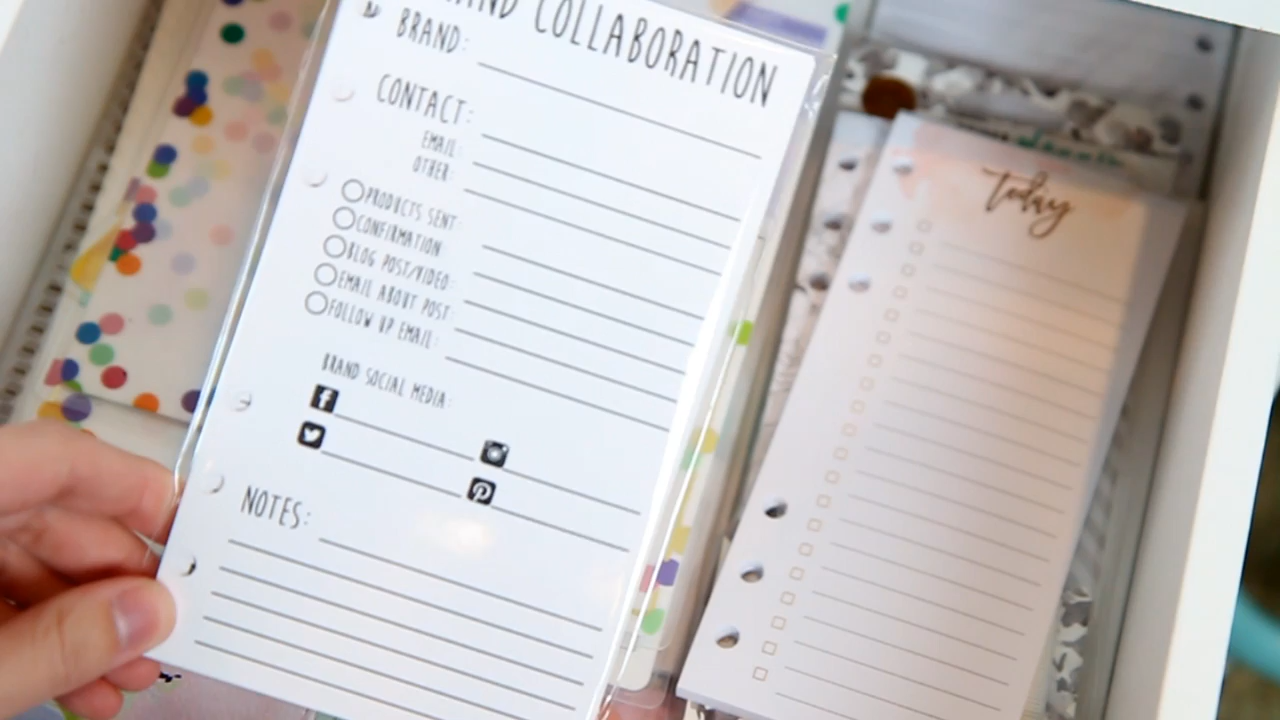 AND COLLABORATION
BRAND:
CONTACT:
EMAIL:
OTHER:
PRODUCTS SENT:
CONFIRMATION:
BLOG POST/VIDEO:
EMAIL ABOUT POST:
FOLLOW UP EMAIL:
BRAND SOCIAL MEDIA:
NOTES:
today